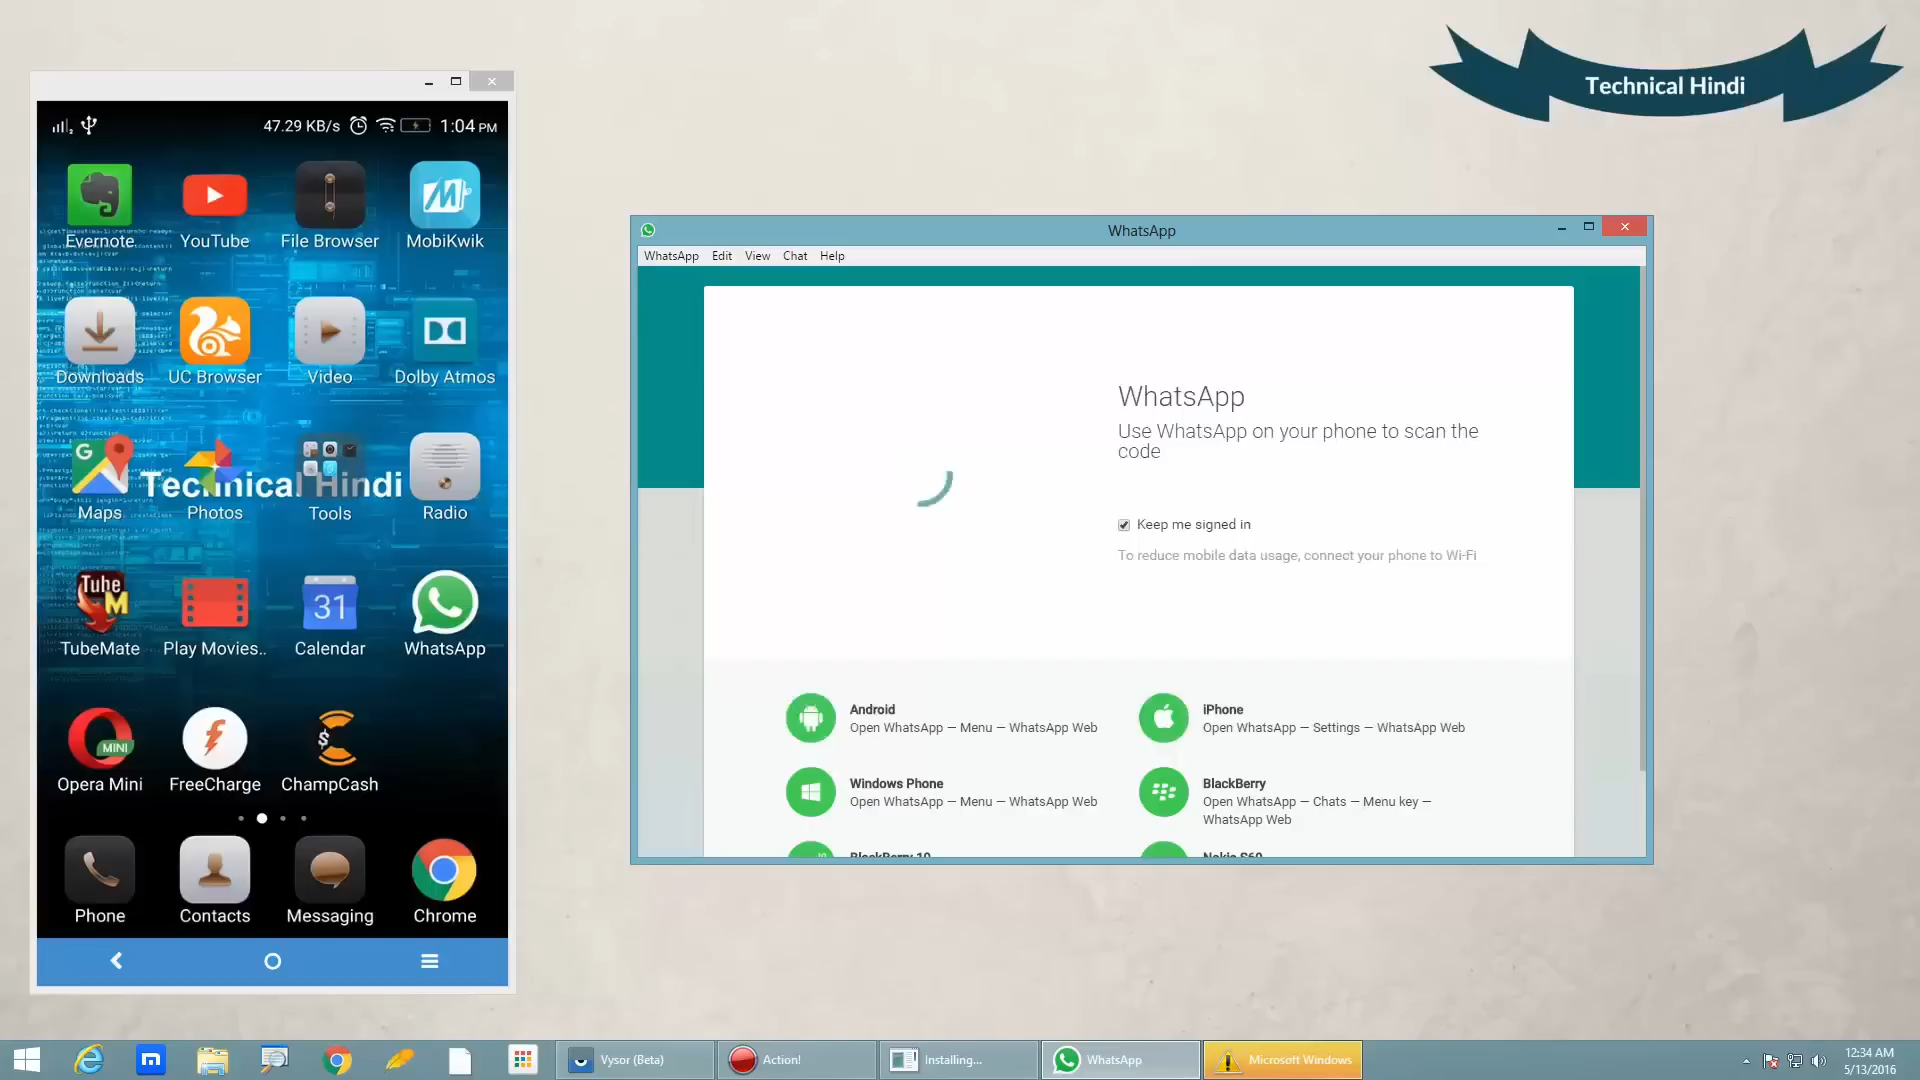 Technical Hindi
47.29 KB/s
1:04 PM
Evernote
YouTube
File Browser
MobiKwik
Downloads
UC Browser
Video
Dolby Atmos
Technical Hindi
Maps
Photos
Tools
Radio
TubeMate
Play Movies..
31
Calendar
WhatsApp
MINI
Opera Mini
FreeCharge
ChampCash
Phone
Contacts
Messaging
Chrome
WhatsApp
WhatsApp Edit View Chat Help
WhatsApp
Use WhatsApp on your phone to scan the
code
Keep me signed in
To reduce mobile data usage, connect your phone to Wi-Fi
Android
Open WhatsApp — Menu — WhatsApp Web
iPhone
Open WhatsApp — Settings — WhatsApp Web
Windows Phone
Open WhatsApp — Menu — WhatsApp Web
BlackBerry
Open WhatsApp — Chats — Menu key —
WhatsApp Web
BlackBerry 10
Nokia S60
Vysor (Beta)
Action!
Installing...
WhatsApp
Microsoft Windows
12:34 AM
5/13/2016